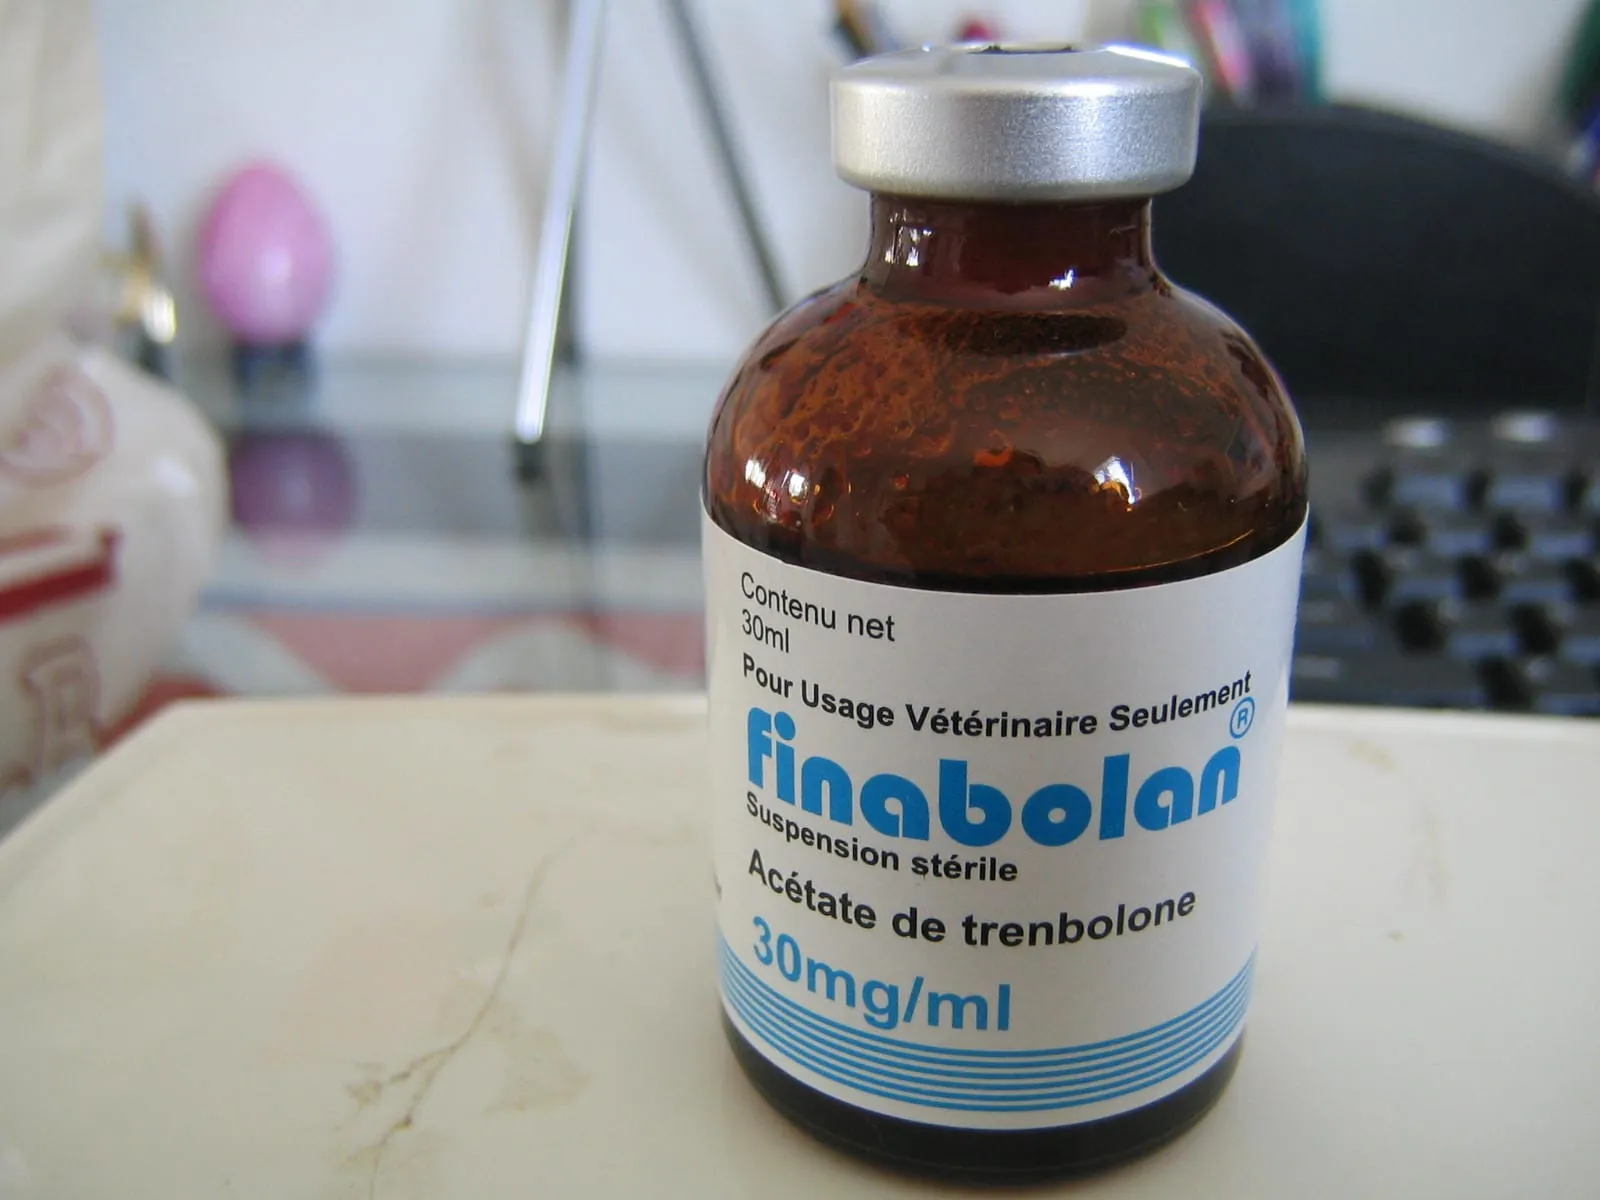 Contenu net
30ml
Pour Usage Vétérinaire Seulement
finabolan®
Suspension stérile
Acétate de trenbolone
30mg/ml